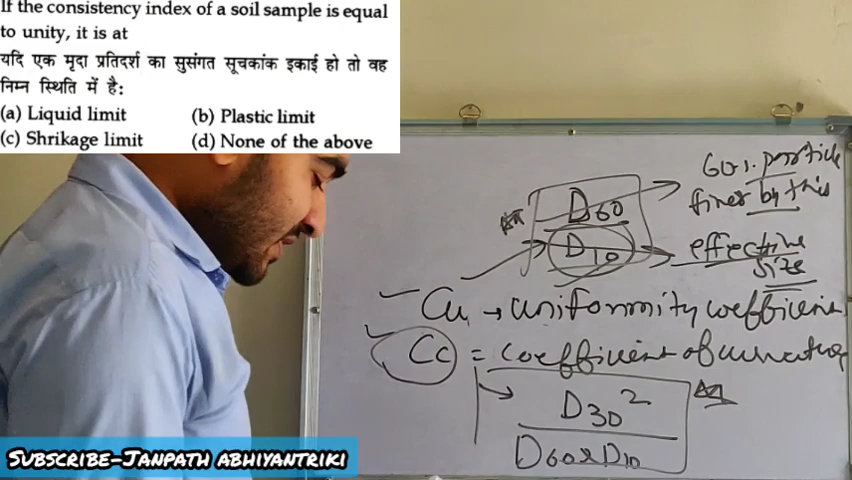 If the consistency index of a soil sample is equal
to unity, it is at
यदि एक मृदा प्रतिदर्श का सुसंगत सूचकांक इकाई हो तो वह
निम्न स्थिति में है:
(a) Liquid limit (b) Plastic limit
(c) Shrikage limit (d) None of the above
60%. particle
finer by this
D60
D10
effective
size
Cu → uniformity coefficient
Cc = coefficient of curvature
D30²
D60xD10
SUBSCRIBE-JANPATH ABHIYANTRIKI